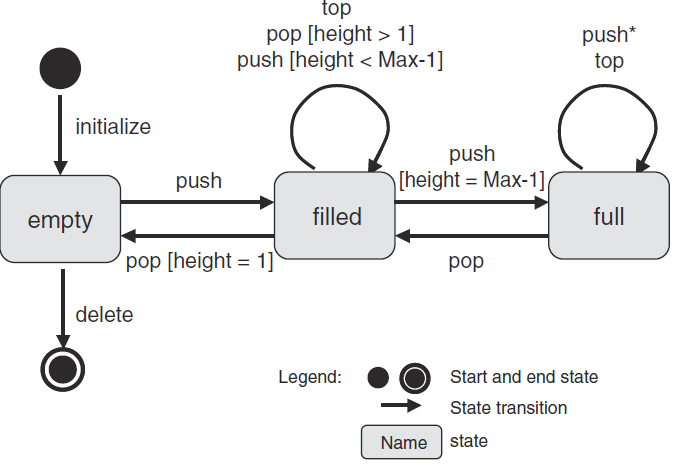 top
pop [height > 1]
push [height < Max-1]
push*
top
initialize
push
push
[height = Max-1]
empty
filled
full
pop [height = 1]
pop
delete
Legend:
Start and end state
State transition
Name
state